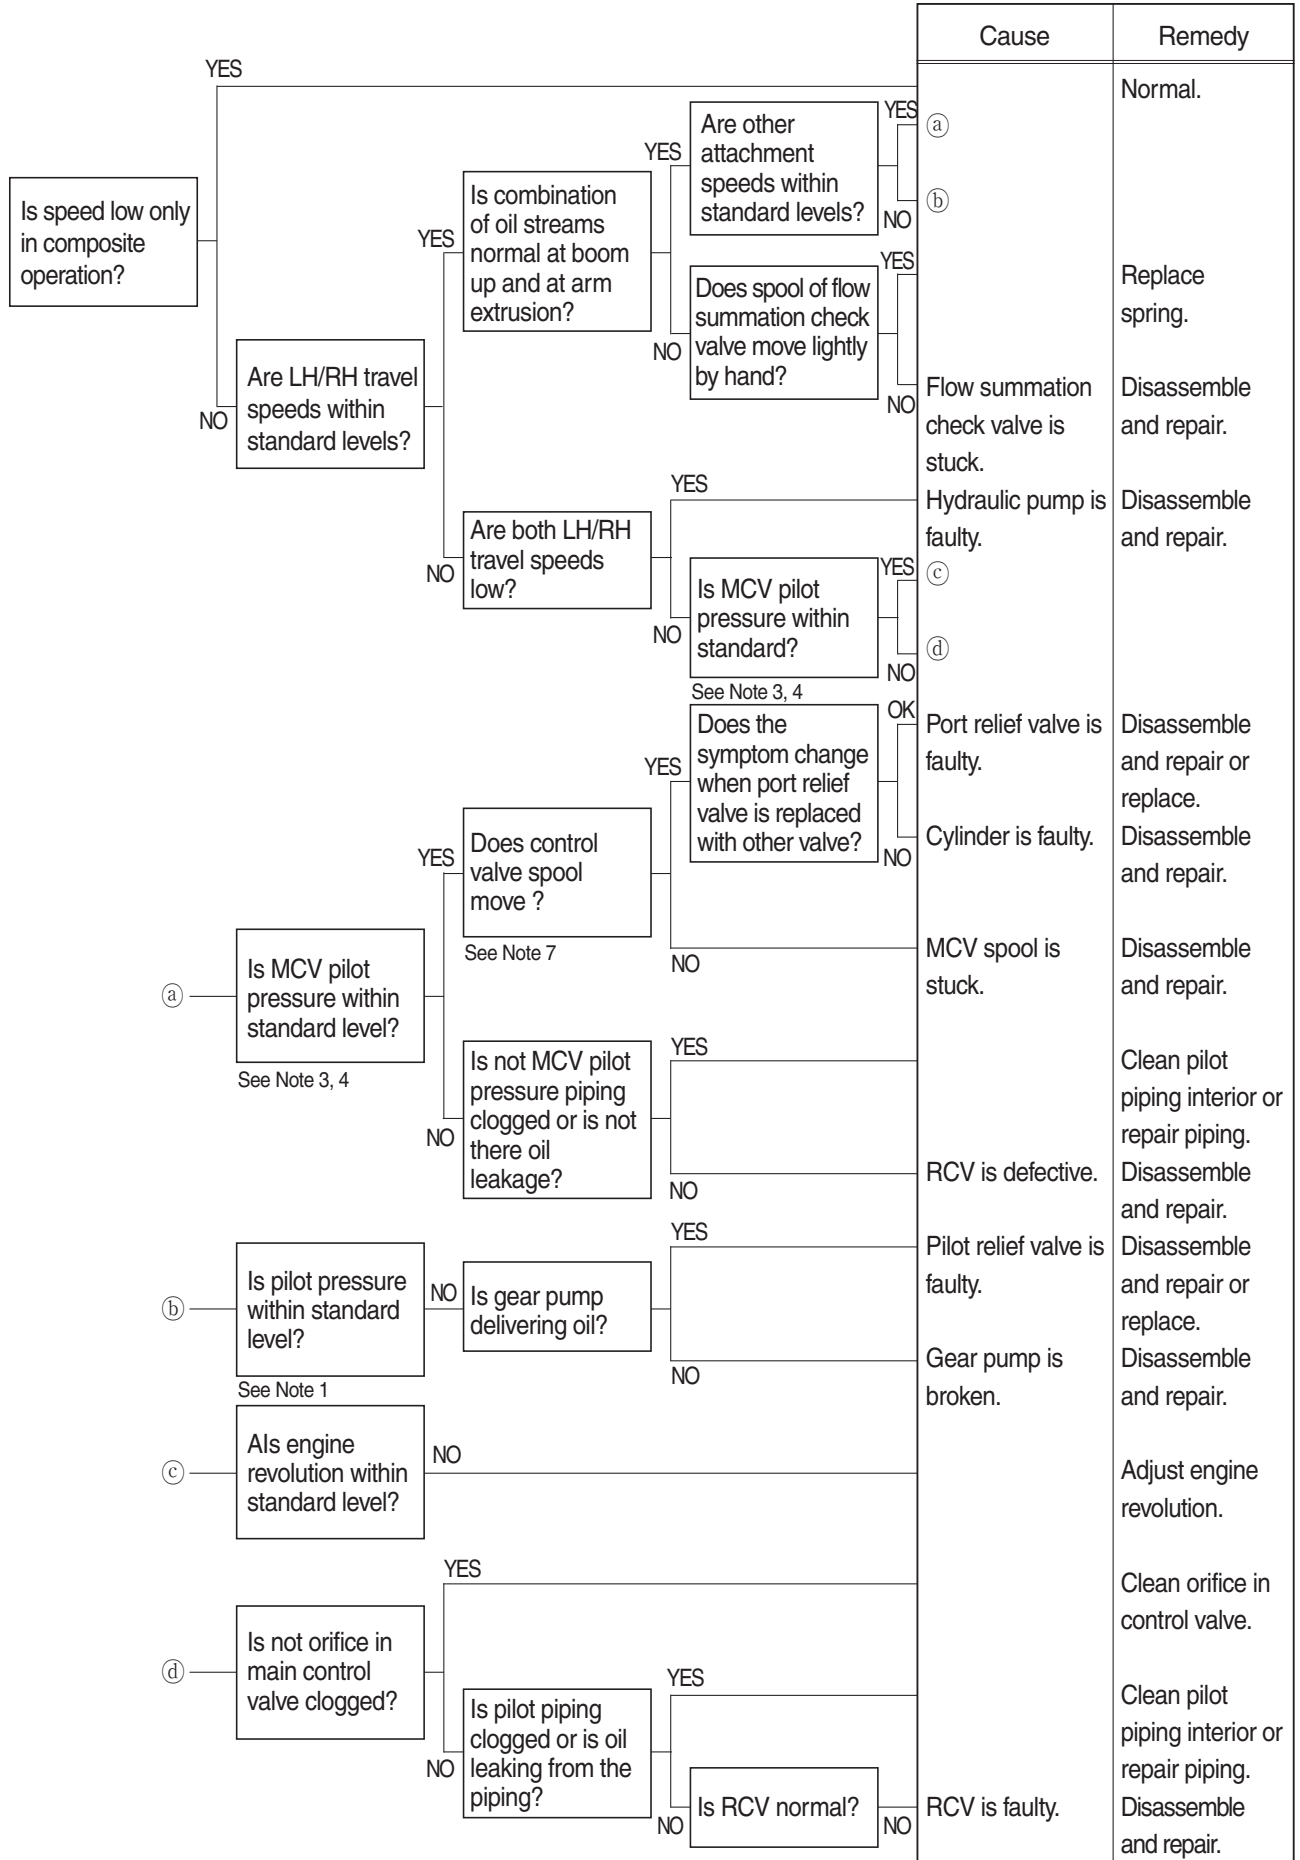 Cause
Remedy
YES
Normal.
Is speed low only
in composite
operation?
NO
Are LH/RH travel
speeds within
standard levels?
YES
Is combination
of oil streams
normal at boom
up and at arm
extrusion?
YES
Are other
attachment
speeds within
standard levels?
YES
ⓐ
NO
ⓑ
NO
Does spool of flow
summation check
valve move lightly
by hand?
YES
Replace
spring.
NO
Flow summation
check valve is
stuck.
Disassemble
and repair.
NO
Are both LH/RH
travel speeds
low?
YES
Hydraulic pump is
faulty.
Disassemble
and repair.
NO
Is MCV pilot
pressure within
standard?
See Note 3, 4
YES
ⓒ
NO
ⓓ
ⓐ
Is MCV pilot
pressure within
standard level?
See Note 3, 4
YES
Does control
valve spool
move ?
See Note 7
YES
Does the
symptom change
when port relief
valve is replaced
with other valve?
OK
Port relief valve is
faulty.
Disassemble
and repair or
replace.
NO
Cylinder is faulty.
Disassemble
and repair.
NO
MCV spool is
stuck.
Disassemble
and repair.
NO
Is not MCV pilot
pressure piping
clogged or is not
there oil
leakage?
YES
Clean pilot
piping interior or
repair piping.
NO
RCV is defective.
Disassemble
and repair.
ⓑ
Is pilot pressure
within standard
level?
See Note 1
NO
Is gear pump
delivering oil?
YES
Pilot relief valve is
faulty.
Disassemble
and repair or
replace.
NO
Gear pump is
broken.
Disassemble
and repair.
ⓒ
AIs engine
revolution within
standard level?
NO
Adjust engine
revolution.
ⓓ
Is not orifice in
main control
valve clogged?
YES
Clean orifice in
control valve.
NO
Is pilot piping
clogged or is oil
leaking from the
piping?
YES
Clean pilot
piping interior or
repair piping.
NO
Is RCV normal?
NO
RCV is faulty.
Disassemble
and repair.